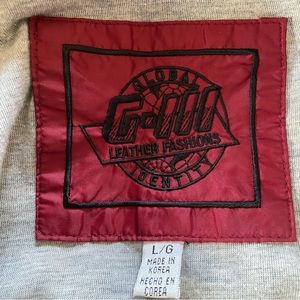 GLOBAL
G-III
LEATHER FASHIONS
IDENTITY
L/G
MADE IN
KOREA
HECHO EN
COREA